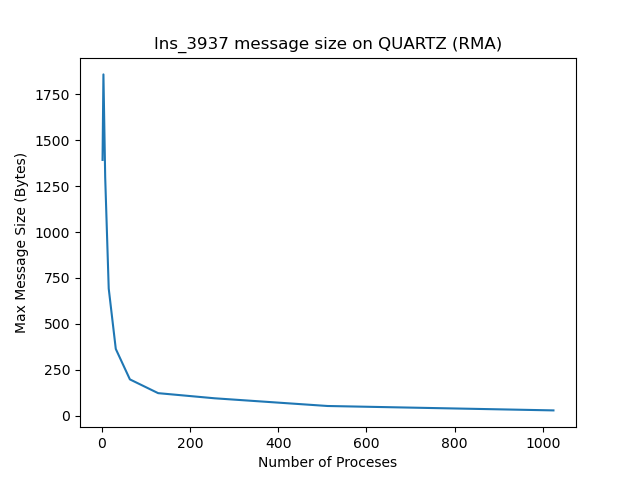 lns_3937 message size on QUARTZ (RMA)
Max Message Size (Bytes)
1750
1500
1250
1000
750
500
250
0
0 200 400 600 800 1000
Number of Proceses